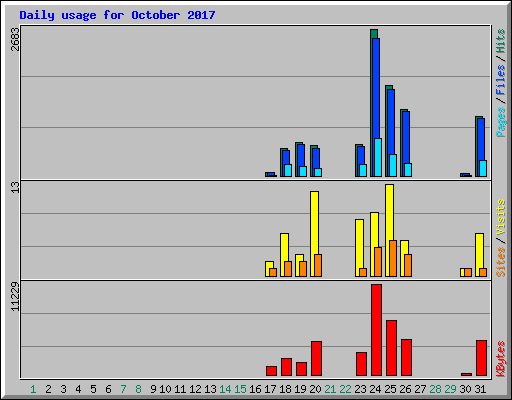 Daily usage for October 2017
2683
Pages/Files/Hits
13
Sites/Visits
11229
KBytes
1 2 3 4 5 6 7 8 9 10 11 12 13 14 15 16 17 18 19 20 21 22 23 24 25 26 27 28 29 30 31